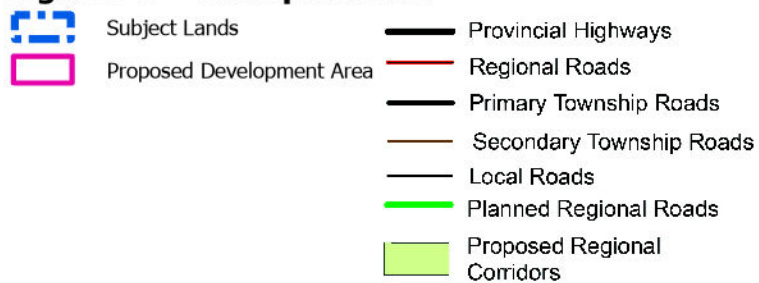 Subject Lands
Proposed Development Area
Provincial Highways
Regional Roads
Primary Township Roads
Secondary Township Roads
Local Roads
Planned Regional Roads
Proposed Regional
Corridors